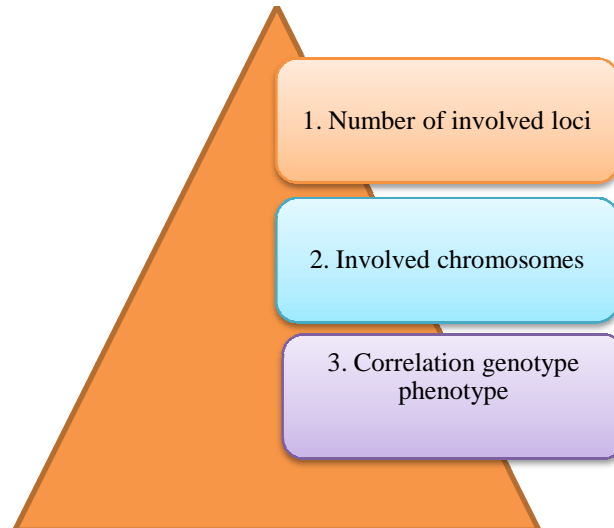 1. Number of involved loci
2. Involved chromosomes
3. Correlation genotype
phenotype